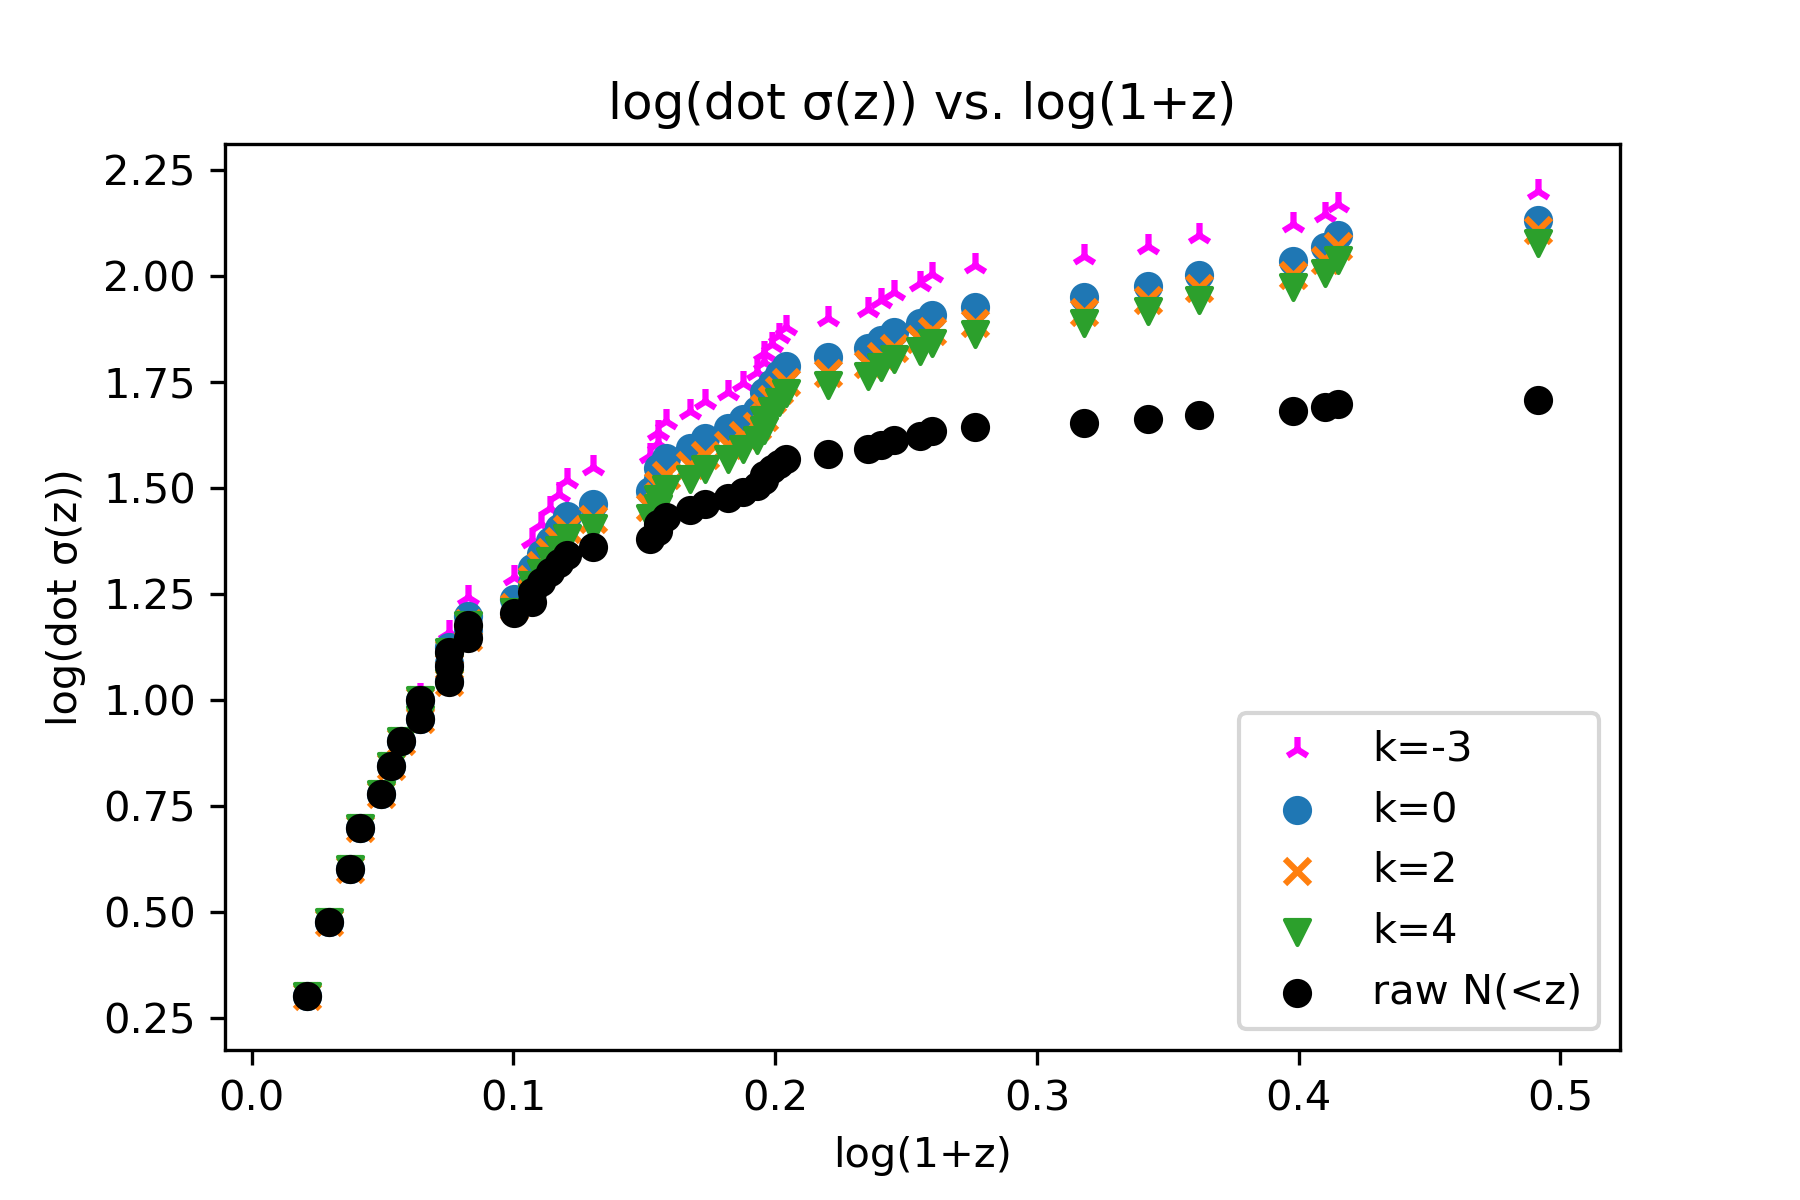 log(dot σ(z)) vs. log(1+z)
log(dot σ(z))
2.25
2.00
1.75
1.50
1.25
1.00
0.75
0.50
0.25
k=-3
k=0
k=2
k=4
raw N(<z)
0.0 0.1 0.2 0.3 0.4 0.5
log(1+z)